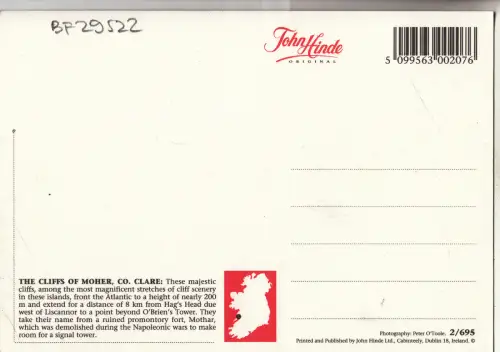 BF29522
John Hinde
ORIGINAL
5 099563 002076
THE CLIFFS OF MOHER, CO. CLARE: These majestic
cliffs, among the most magnificent stretches of cliff scenery
in these islands, front the Atlantic to a height of nearly 200
m and extend for a distance of 8 km from Hag's Head due
west of Liscannor to a point beyond O'Brien's Tower. They
take their name from a ruined promontory fort, Mothar,
which was demolished during the Napoleonic wars to make
room for a signal tower.
Photography: Peter O'Toole. 2/695
Printed and Published by John Hinde Ltd., Cabinteely, Dublin 18, Ireland. ©